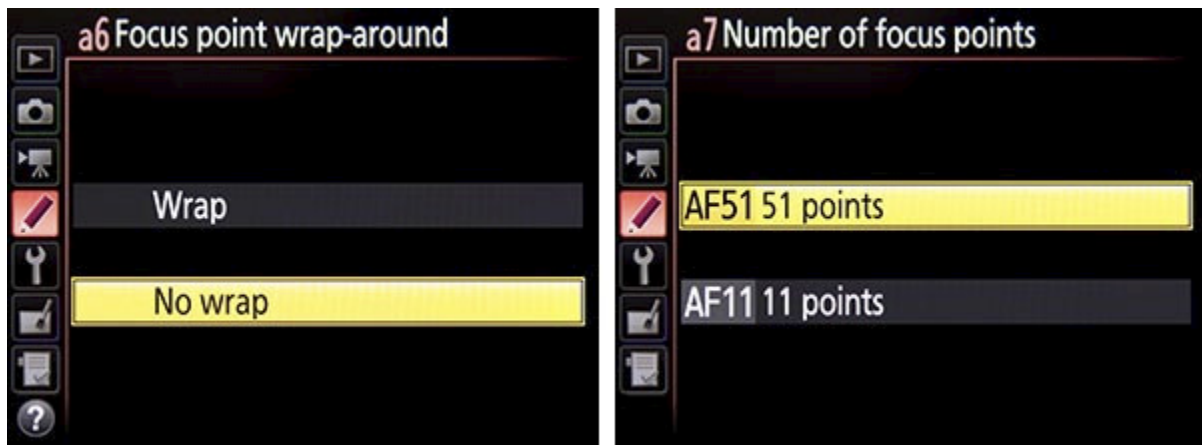 a6 Focus point wrap-around
Wrap
No wrap
?
a7 Number of focus points
AF51 51 points
AF11 11 points